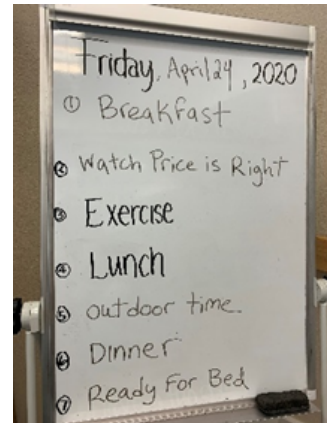 Friday, April 24, 2020
① Breakfast
② Watch Price is Right
③ Exercise
④ Lunch
⑤ outdoor time.
⑥ Dinner
⑦ Ready For Bed